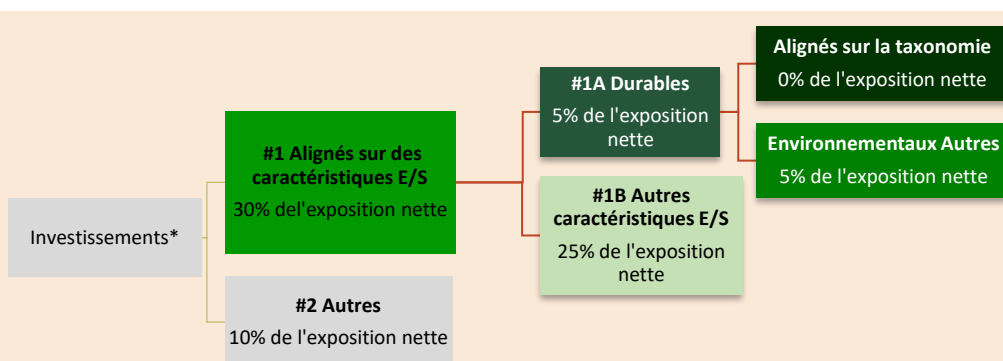 Investissements*
#1 Alignés sur des
caractéristiques E/S
30% del'exposition nette
#2 Autres
10% de l'exposition nette
#1A Durables
5% de l'exposition
nette
#1B Autres
caractéristiques E/S
25% de l'exposition
nette
Alignés sur la taxonomie
0% de l'exposition nette
Environnementaux Autres
5% de l'exposition nette